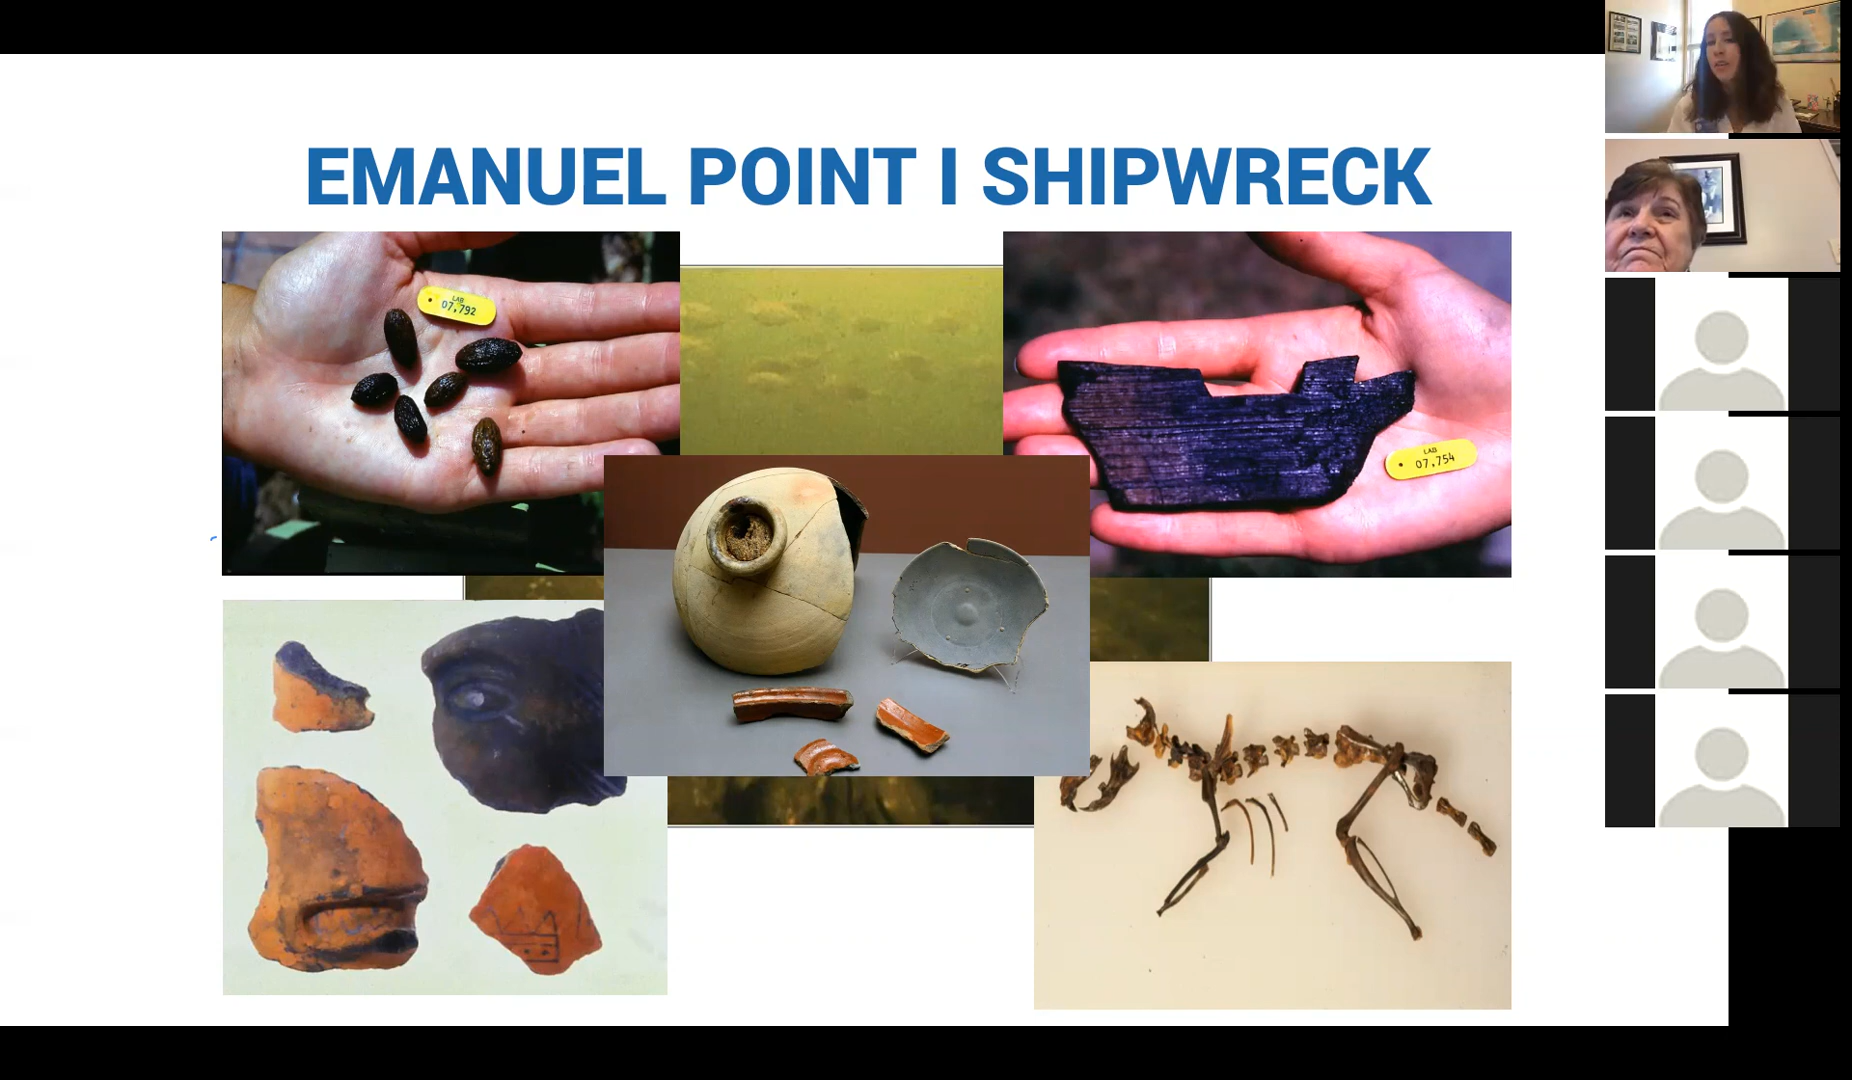 EMANUEL POINT I SHIPWRECK
LAB
07,792
LAB
07,754